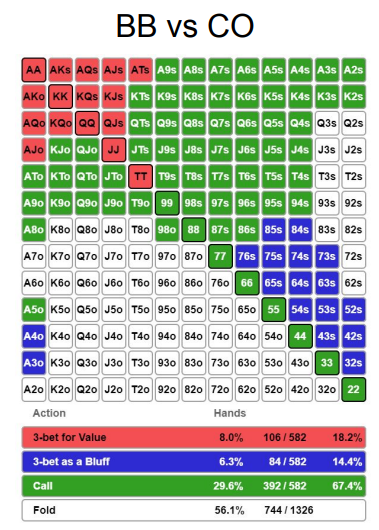 BB vs CO
AA AKs AQs AJs ATs A9s A8s A7s A6s A5s A4s A3s A2s
AKo KK KQs KJs KTs K9s K8s K7s K6s K5s K4s K3s K2s
AQo KQo QQ QJs QTs Q9s Q8s Q7s Q6s Q5s Q4s Q3s Q2s
AJo KJo QJo JJ JTs J9s J8s J7s J6s J5s J4s J3s J2s
ATo KTo QTo JTo TT T9s T8s T7s T6s T5s T4s T3s T2s
A9o K9o Q9o J9o T9o 99 98s 97s 96s 95s 94s 93s 92s
A8o K8o Q8o J8o T8o 98o 88 87s 86s 85s 84s 83s 82s
A7o K7o Q7o J7o T7o 97o 87o 77 76s 75s 74s 73s 72s
A6o K6o Q6o J6o T6o 96o 86o 76o 66 65s 64s 63s 62s
A5o K5o Q5o J5o T5o 95o 85o 75o 65o 55 54s 53s 52s
A4o K4o Q4o J4o T4o 94o 84o 74o 64o 54o 44 43s 42s
A3o K3o Q3o J3o T3o 93o 83o 73o 63o 53o 43o 33 32s
A2o K2o Q2o J2o T2o 92o 82o 72o 62o 52o 42o 32o 22
Action Hands
3-bet for Value 8.0% 106 / 582 18.2%
3-bet as a Bluff 6.3% 84 / 582 14.4%
Call 29.6% 392 / 582 67.4%
Fold 56.1% 744 / 1326